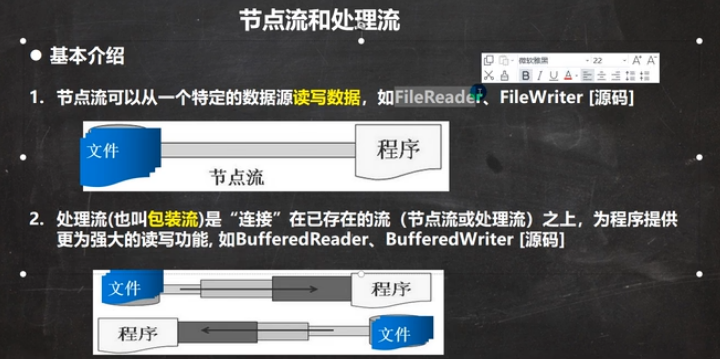 节点流和处理流
● 基本介绍
微软雅黑 22 A A
B I U A
1. 节点流可以从一个特定的数据源读写数据，如FileReader、FileWriter [源码]
文件
程序
节点流
2. 处理流(也叫包装流)是“连接”在已存在的流（节点流或处理流）之上，为程序提供
更为强大的读写功能, 如BufferedReader、BufferedWriter [源码]
文件
程序
程序
文件